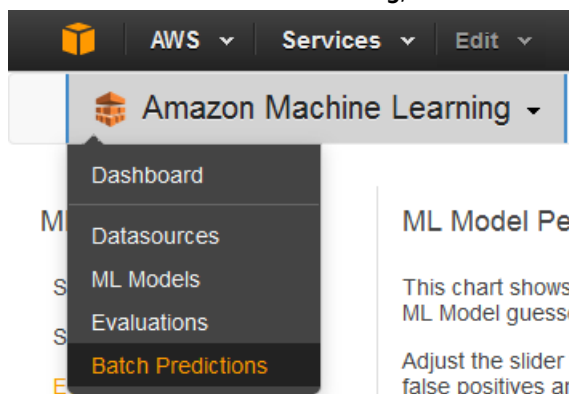 AWS Services Edit
Amazon Machine Learning
Dashboard
Datasources
ML Models
Evaluations
Batch Predictions
ML Model Pe
This chart shows
ML Model guess
Adjust the slider
false positives a